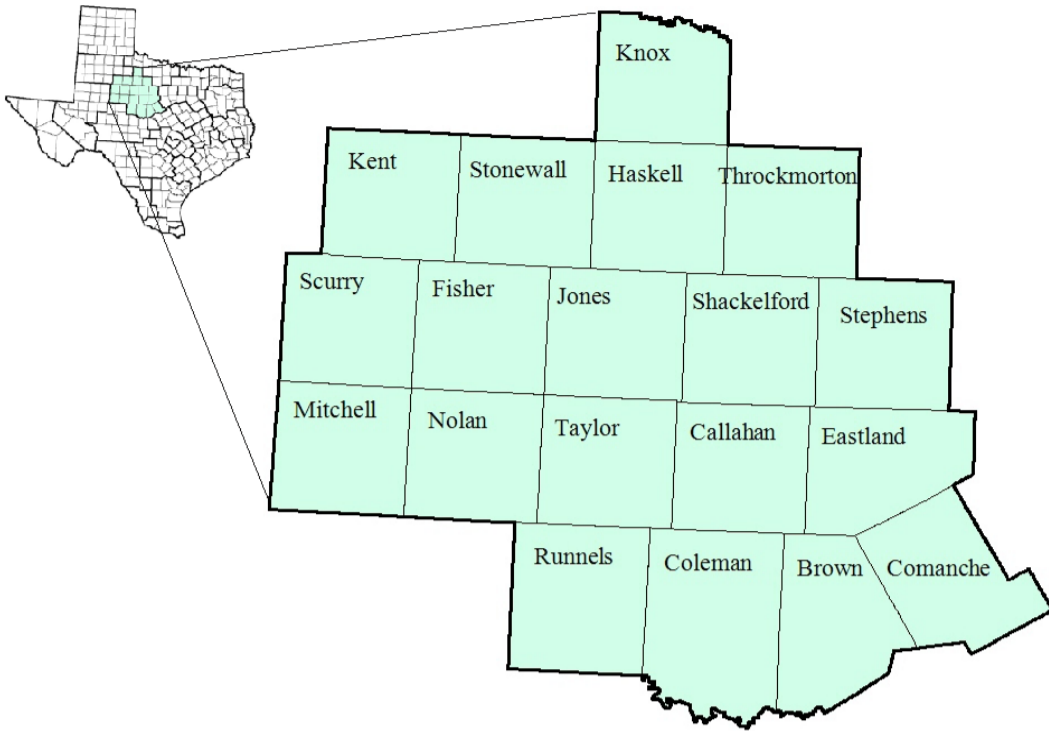 Knox
Kent
Stonewall
Haskell
Throckmorton
Scurry
Fisher
Jones
Shackelford
Stephens
Mitchell
Nolan
Taylor
Callahan
Eastland
Runnels
Coleman
Brown
Comanche